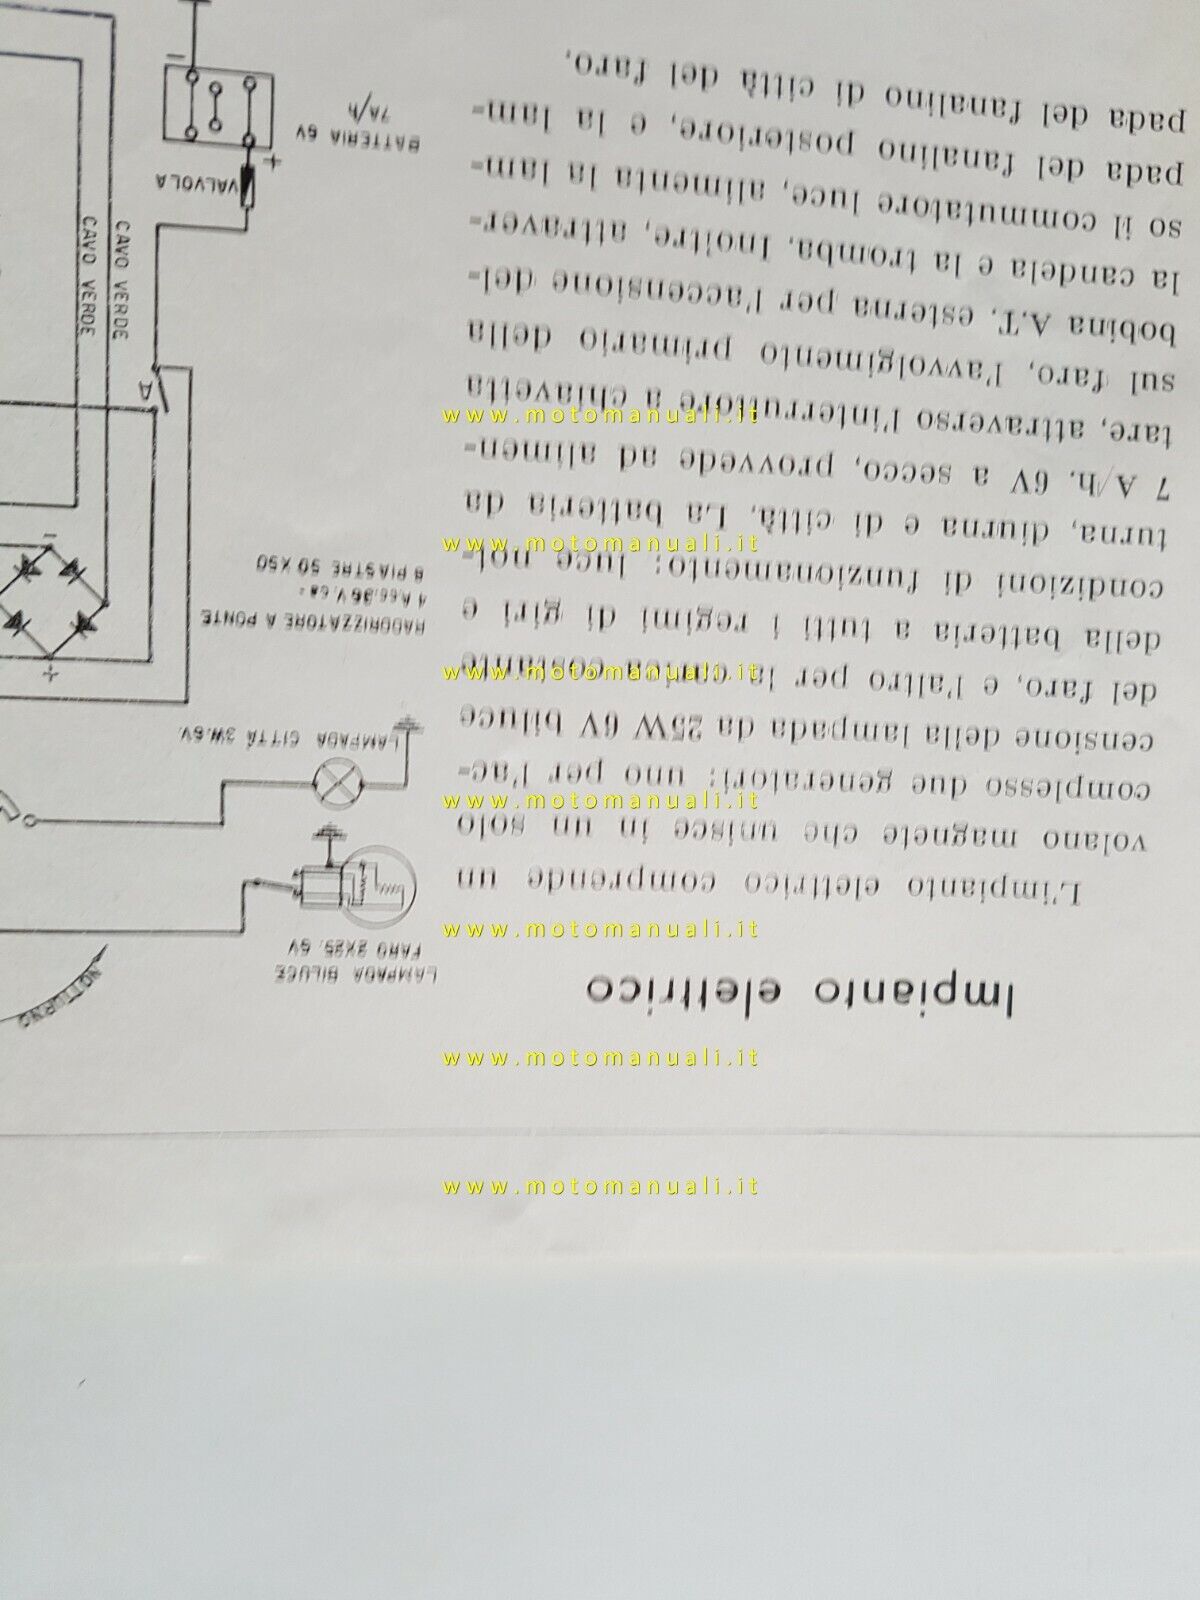 Impianto elettrico
L'impianto elettrico comprende un
volano magnete che unisce in un solo
complesso due generatori: uno per l'ac-
censione della lampada da 25W 6V biluce
del faro, e l'altro per la carica costante
della batteria a tutti i regimi di giri e
condizioni di funzionamento: luce not-
turna, diurna e di città. La batteria da
7 A/h. 6V a secco, provvede ad alimen-
tare, attraverso l'interruttore a chiavetta
sul faro, l'avvolgimento primario della
bobina A.T. esterna per l'accensione del-
la candela e la tromba. Inoltre, attraver-
so il commutatore luce, alimenta la lam-
pada del fanalino posteriore, e la lam-
pada del fanalino di città del faro.
NOTTURNO
LAMPADA BILUCE
FARO 2X25. 6V
LAMPADA CITTÁ 3W.6V.
RADDRIZZATORE A PONTE
8 PIASTRE 50 X50
+
-
A
CAVO VERDE
CAVO VERDE
VALVOLA
+
-
BATTERIA 6V
7A/h
www.motomanuali.it
www.motomanuali.it
www.motomanuali.it
www.motomanuali.it
www.motomanuali.it
www.motomanuali.it
www.motomanuali.it